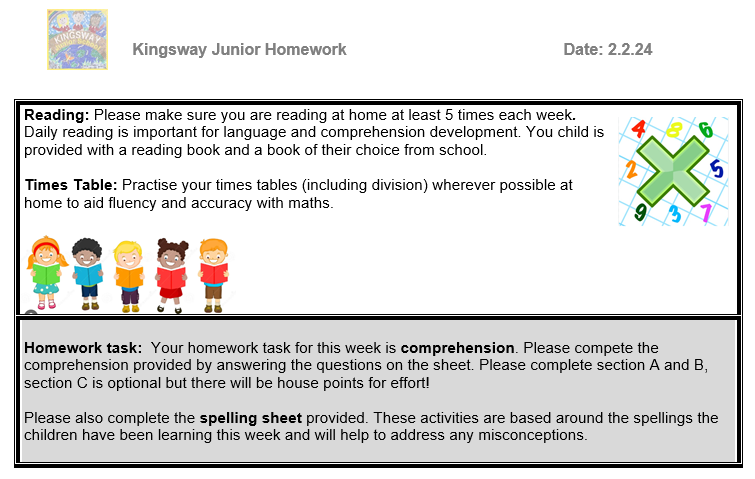 KINGSWAY
Kingsway Junior Homework
Date: 2.2.24
Reading: Please make sure you are reading at home at least 5 times each week.
Daily reading is important for language and comprehension development. You child is
provided with a reading book and a book of their choice from school.
Times Table: Practise your times tables (including division) wherever possible at
home to aid fluency and accuracy with maths.
4 8 6
2 5
9 3 7
Homework task: Your homework task for this week is comprehension. Please compete the
comprehension provided by answering the questions on the sheet. Please complete section A and B,
section C is optional but there will be house points for effort!
Please also complete the spelling sheet provided. These activities are based around the spellings the
children have been learning this week and will help to address any misconceptions.